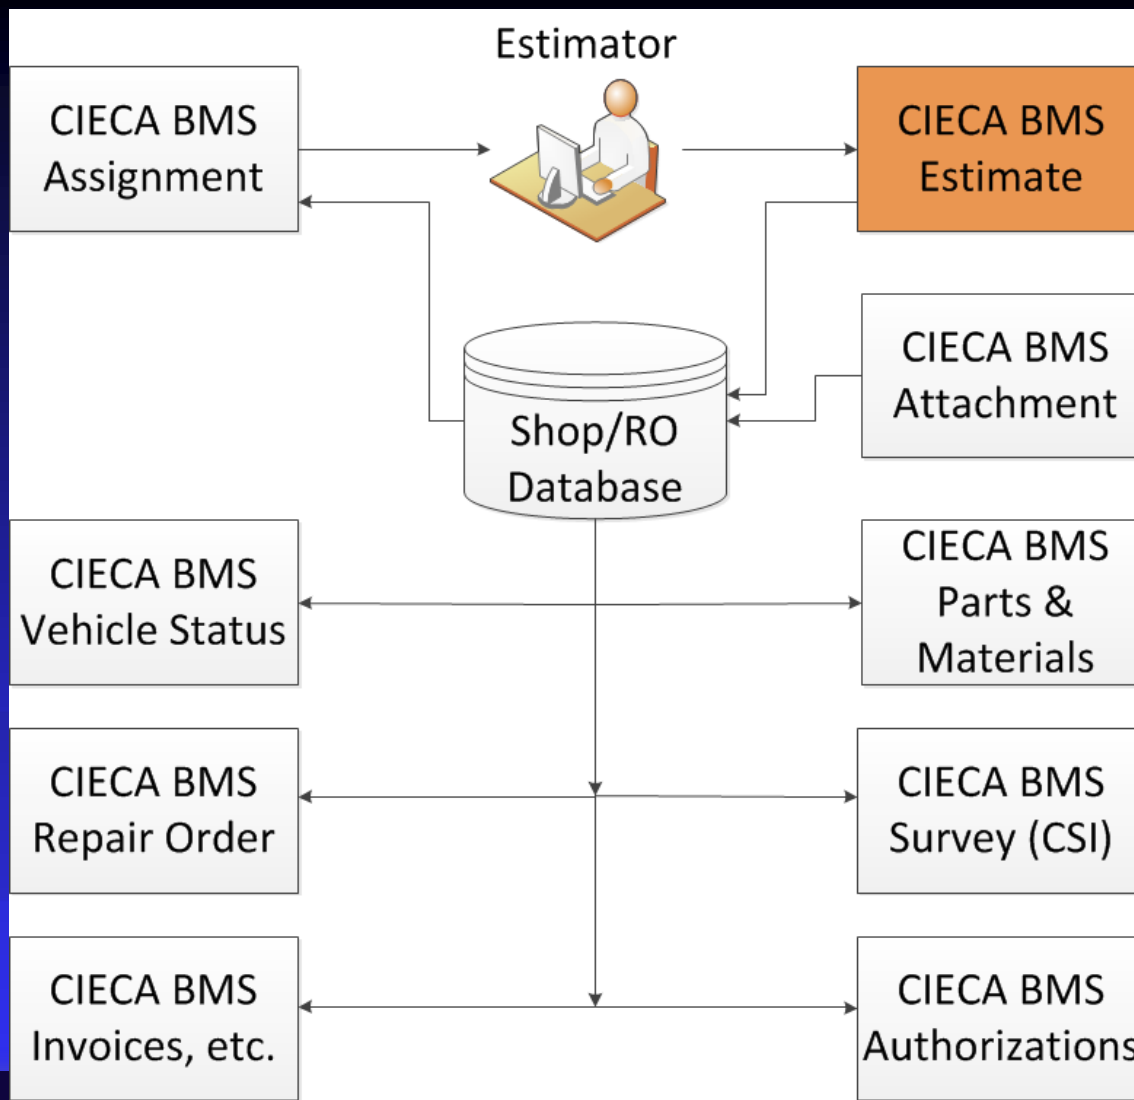 Estimator
CIECA BMS
Assignment
CIECA BMS
Estimate
CIECA BMS
Attachment
Shop/RO
Database
CIECA BMS
Vehicle Status
CIECA BMS
Parts &
Materials
CIECA BMS
Repair Order
CIECA BMS
Survey (CSI)
CIECA BMS
Invoices, etc.
CIECA BMS
Authorizations